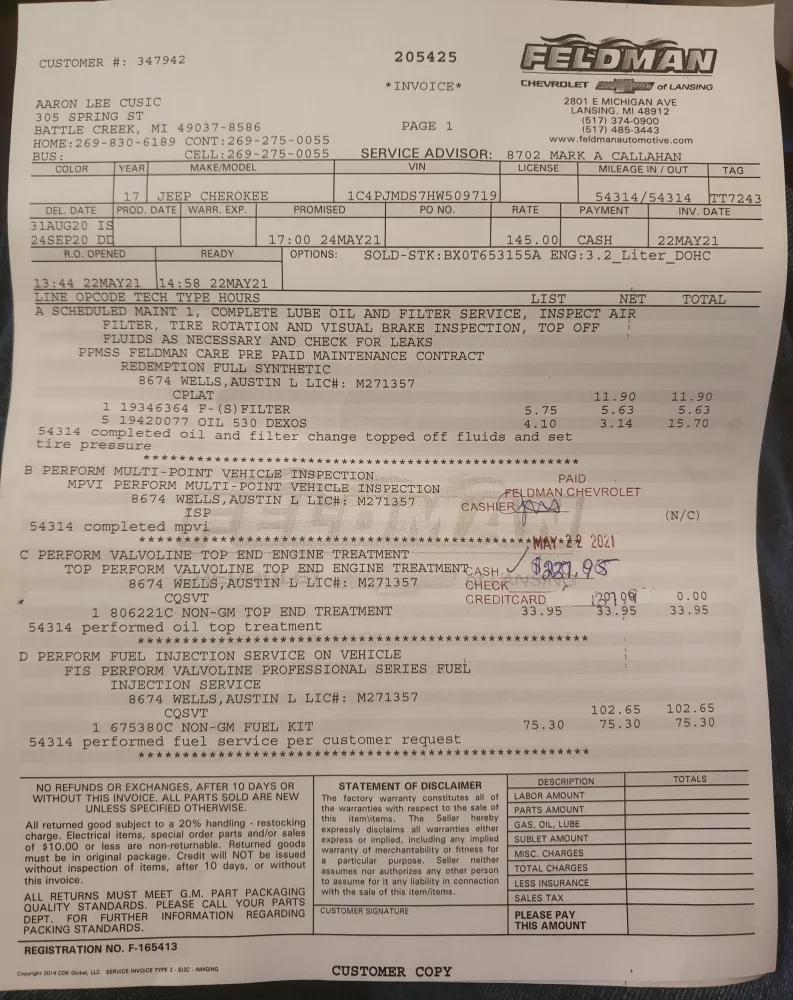 CUSTOMER #: 347942
205425
*INVOICE*
FELDMAN
CHEVROLET of LANSING
2801 E MICHIGAN AVE
LANSING, MI 48912
(517) 374-0900
(517) 485-3443
www.feldmanautomotive.com
AARON LEE CUSIC
305 SPRING ST
BATTLE CREEK, MI 49037-8586
HOME:269-830-6189 CONT:269-275-0055
BUS: CELL:269-275-0055
PAGE 1
SERVICE ADVISOR: 8702 MARK A CALLAHAN
COLOR YEAR MAKE/MODEL VIN LICENSE MILEAGE IN / OUT TAG
17 JEEP CHEROKEE 1C4PJMDS7HW509719 54314/54314 TT7243
DEL. DATE PROD. DATE WARR. EXP. PROMISED PO NO. RATE PAYMENT INV. DATE
31AUG20 IS
24SEP20 DD 17:00 24MAY21 145.00 CASH 22MAY21
R.O. OPENED READY OPTIONS: SOLD-STK:BX0T653155A ENG:3.2_Liter_DOHC
13:44 22MAY21 14:58 22MAY21
LINE OPCODE TECH TYPE HOURS LIST NET TOTAL
A SCHEDULED MAINT 1, COMPLETE LUBE OIL AND FILTER SERVICE, INSPECT AIR
FILTER, TIRE ROTATION AND VISUAL BRAKE INSPECTION, TOP OFF
FLUIDS AS NECESSARY AND CHECK FOR LEAKS
PPMSS FELDMAN CARE PRE PAID MAINTENANCE CONTRACT
REDEMPTION FULL SYNTHETIC
8674 WELLS,AUSTIN L LIC#: M271357
CPLAT 11.90 11.90
1 19346364 F-(S)FILTER 5.75 5.63 5.63
5 19420077 OIL 530 DEXOS 4.10 3.14 15.70
54314 completed oil and filter change topped off fluids and set
tire pressure
****************************************************
B PERFORM MULTI-POINT VEHICLE INSPECTION
MPVI PERFORM MULTI-POINT VEHICLE INSPECTION
8674 WELLS,AUSTIN L LIC#: M271357
ISP (N/C)
54314 completed mpvi
****************************************************
PAID
FELDMAN CHEVROLET
CASHIER
MAY 22 2021
CASH ✓ $227.95
CHECK
CREDITCARD
C PERFORM VALVOLINE TOP END ENGINE TREATMENT
TOP PERFORM VALVOLINE TOP END ENGINE TREATMENT
8674 WELLS,AUSTIN L LIC#: M271357
CQSVT 0.00
1 806221C NON-GM TOP END TREATMENT 33.95 33.95 33.95
54314 performed oil top treatment
****************************************************
D PERFORM FUEL INJECTION SERVICE ON VEHICLE
FIS PERFORM VALVOLINE PROFESSIONAL SERIES FUEL
INJECTION SERVICE
8674 WELLS,AUSTIN L LIC#: M271357
CQSVT 102.65 102.65
1 675380C NON-GM FUEL KIT 75.30 75.30 75.30
54314 performed fuel service per customer request
****************************************************
NO REFUNDS OR EXCHANGES, AFTER 10 DAYS OR
WITHOUT THIS INVOICE. ALL PARTS SOLD ARE NEW
UNLESS SPECIFIED OTHERWISE.
All returned good subject to a 20% handling - restocking
charge. Electrical items, special order parts and/or sales
of $10.00 or less are non-returnable. Returned goods
must be in original package. Credit will NOT be issued
without inspection of items, after 10 days, or without
this invoice.
ALL RETURNS MUST MEET G.M. PART PACKAGING
QUALITY STANDARDS. PLEASE CALL YOUR PARTS
DEPT. FOR FURTHER INFORMATION REGARDING
PACKING STANDARDS.
STATEMENT OF DISCLAIMER
The factory warranty constitutes all of
the warranties with respect to the sale of
this item\items. The Seller hereby
expressly disclaims all warranties either
express or implied, including any implied
warranty of merchantability or fitness for
a particular purpose. Seller neither
assumes nor authorizes any other person
to assume for it any liability in connection
with the sale of this item/items.
CUSTOMER SIGNATURE
DESCRIPTION TOTALS
LABOR AMOUNT
PARTS AMOUNT
GAS, OIL, LUBE
SUBLET AMOUNT
MISC. CHARGES
TOTAL CHARGES
LESS INSURANCE
SALES TAX
PLEASE PAY
THIS AMOUNT
REGISTRATION NO. F-165413
Copyright 2014 CDK Global, LLC SERVICE INVOICE TYPE 2 - SI2C - IMAGING
CUSTOMER COPY